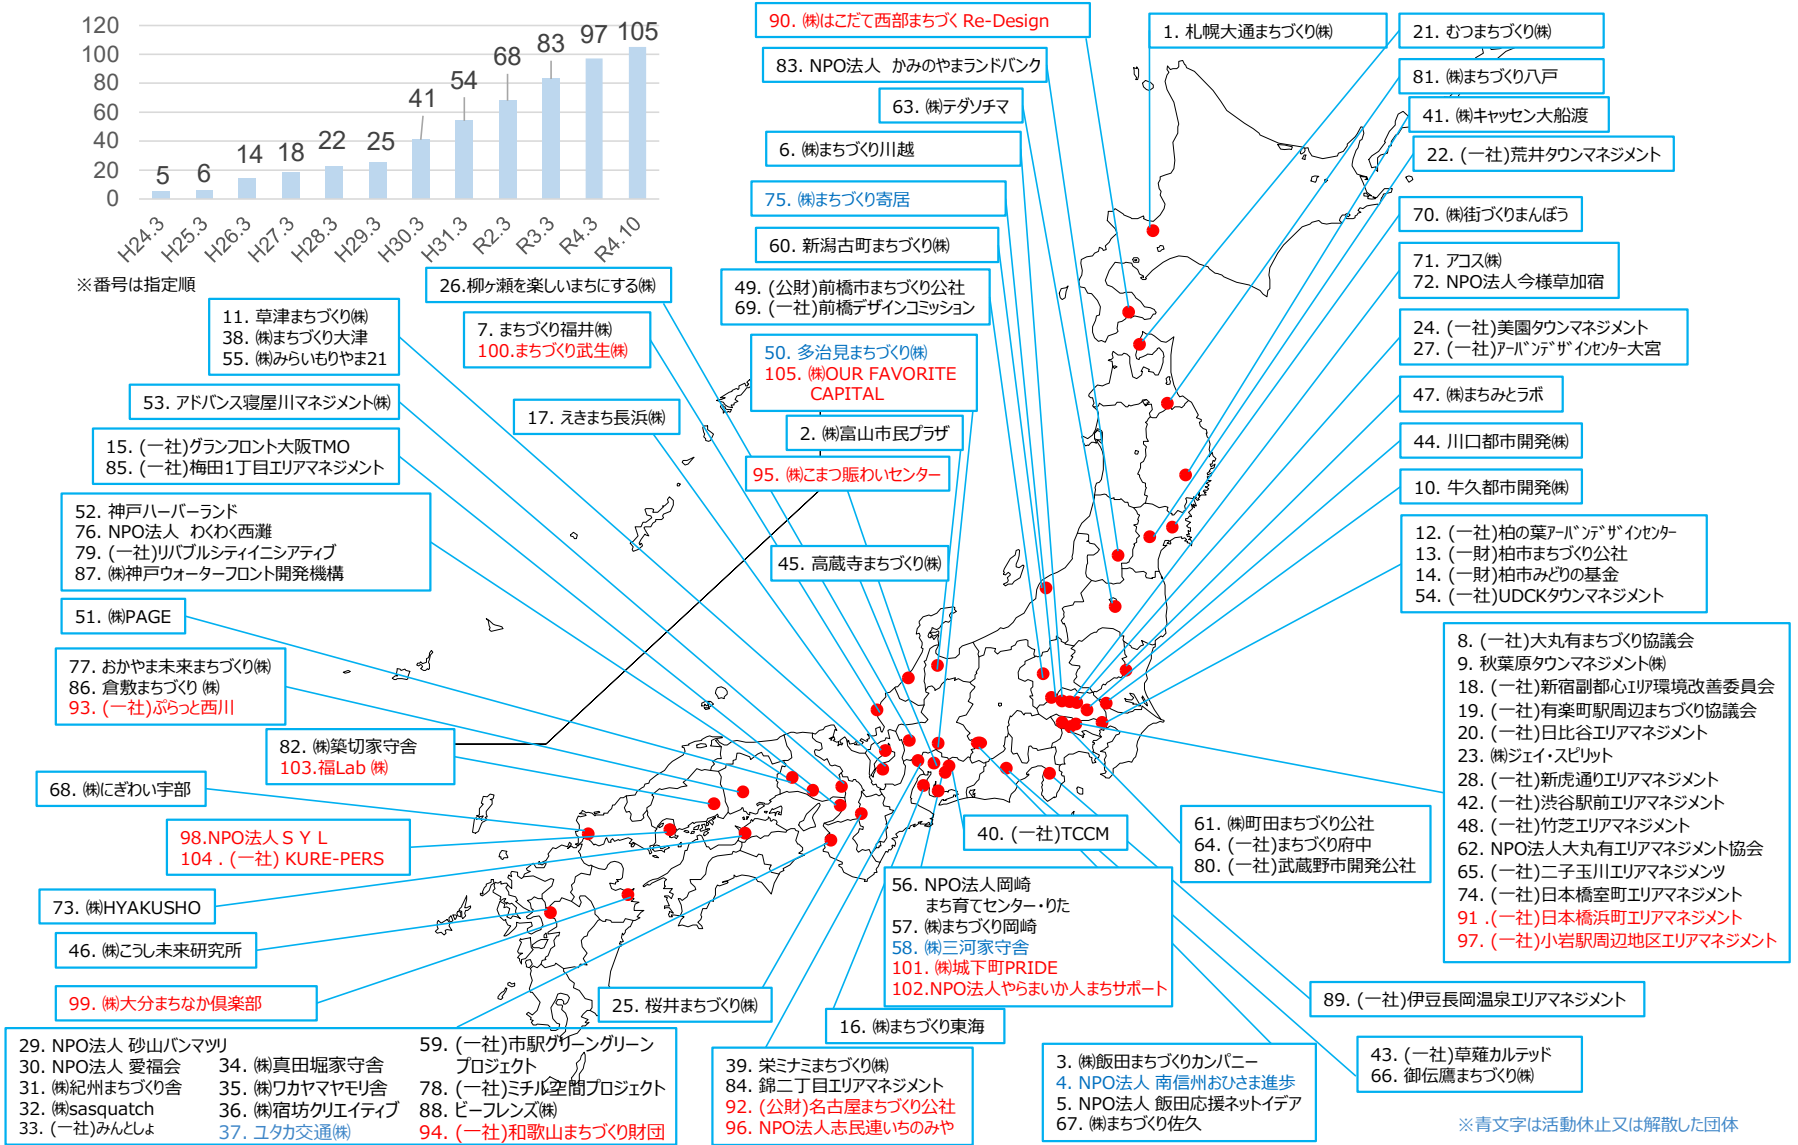 120
100
80
60
40
20
0
5
6
14
18
22
25
41
54
68
83
97
105
H24.3
H25.3
H26.3
H27.3
H28.3
H29.3
H30.3
H31.3
R2.3
R3.3
R4.3
R4.10
※番号は指定順
90. ㈱はこだて西部まちづく Re-Design
83. NPO法人　かみのやまランドバンク
63. ㈱テダソチマ
6. ㈱まちづくり川越
75. ㈱まちづくり寄居
60. 新潟古町まちづくり㈱
49. (公財)前橋市まちづくり公社
69. (一社)前橋デザインコミッション
1. 札幌大通まちづくり㈱
21. むつまちづくり㈱
81. ㈱まちづくり八戸
41. ㈱キャッセン大船渡
22. (一社)荒井タウンマネジメント
70. ㈱街づくりまんぼう
71. アコス㈱
72. NPO法人今様草加宿
24. (一社)美園タウンマネジメント
27. (一社)アーバンデザインセンター大宮
47. ㈱まちみとラボ
44. 川口都市開発㈱
10. 牛久都市開発㈱
12. (一社)柏の葉アーバンデザインセンター
13. (一財)柏市まちづくり公社
14. (一財)柏市みどりの基金
54. (一社)UDCKタウンマネジメント
8. (一社)大丸有まちづくり協議会
9. 秋葉原タウンマネジメント㈱
18. (一社)新宿副都心エリア環境改善委員会
19. (一社)有楽町駅周辺まちづくり協議会
20. (一社)日比谷エリアマネジメント
23. ㈱ジェイ・スピリット
28. (一社)新虎通りエリアマネジメント
42. (一社)渋谷駅前エリアマネジメント
48. (一社)竹芝エリアマネジメント
62. NPO法人大丸有エリアマネジメント協会
65. (一社)二子玉川エリアマネジメンツ
74. (一社)日本橋室町エリアマネジメント
91 .(一社)日本橋浜町エリアマネジメント
97. (一社)小岩駅周辺地区エリアマネジメント
26.柳ヶ瀬を楽しいまちにする㈱
11. 草津まちづくり㈱
38. ㈱まちづくり大津
55. ㈱みらいもりやま21
7. まちづくり福井㈱
100.まちづくり武生㈱
50. 多治見まちづくり㈱
105. ㈱OUR FAVORITE
CAPITAL
53. アドバンス寝屋川マネジメント㈱
17. えきまち長浜㈱
2. ㈱富山市民プラザ
15. (一社)グランフロント大阪TMO
85. (一社)梅田1丁目エリアマネジメント
95. ㈱こまつ賑わいセンター
52. 神戸ハーバーランド
76. NPO法人　わくわく西灘
79. (一社)リバブルシティイニシアティブ
87. ㈱神戸ウォーターフロント開発機構
45. 高蔵寺まちづくり㈱
51. ㈱PAGE
77. おかやま未来まちづくり㈱
86. 倉敷まちづくり ㈱
93. (一社)ぷらっと西川
82. ㈱築切家守舎
103.福Lab ㈱
68. ㈱にぎわい宇部
98.NPO法人ＳＹＬ
104．(一社) KURE-PERS
73. ㈱HYAKUSHO
46. ㈱こうし未来研究所
99. ㈱大分まちなか倶楽部
25. 桜井まちづくり㈱
40. (一社)TCCM
61. ㈱町田まちづくり公社
64. (一社)まちづくり府中
80. (一社)武蔵野市開発公社
56. NPO法人岡崎
まち育てセンター・りた
57. ㈱まちづくり岡崎
58. ㈱三河家守舎
101. ㈱城下町PRIDE
102.NPO法人やらまいか人まちサポート
16. ㈱まちづくり東海
89. (一社)伊豆長岡温泉エリアマネジメント
29. NPO法人 砂山バンマツリ
30. NPO法人 愛福会
31. ㈱紀州まちづくり舎
32. ㈱sasquatch
33. (一社)みんとしょ
34. ㈱真田堀家守舎
35. ㈱ワカヤマヤモリ舎
36. ㈱宿坊クリエイティブ
37. ユタカ交通㈱
59. (一社)市駅グリーングリーン
プロジェクト
78. (一社)ミチル空間プロジェクト
88. ビーフレンズ㈱
94. (一社)和歌山まちづくり財団
39. 栄ミナミまちづくり㈱
84. 錦二丁目エリアマネジメント
92. (公財)名古屋まちづくり公社
96. NPO法人志民連いちのみや
3. ㈱飯田まちづくりカンパニー
4. NPO法人 南信州おひさま進歩
5. NPO法人 飯田応援ネットイデア
67. ㈱まちづくり佐久
43. (一社)草薙カルテッド
66. 御伝鷹まちづくり㈱
※青文字は活動休止又は解散した団体